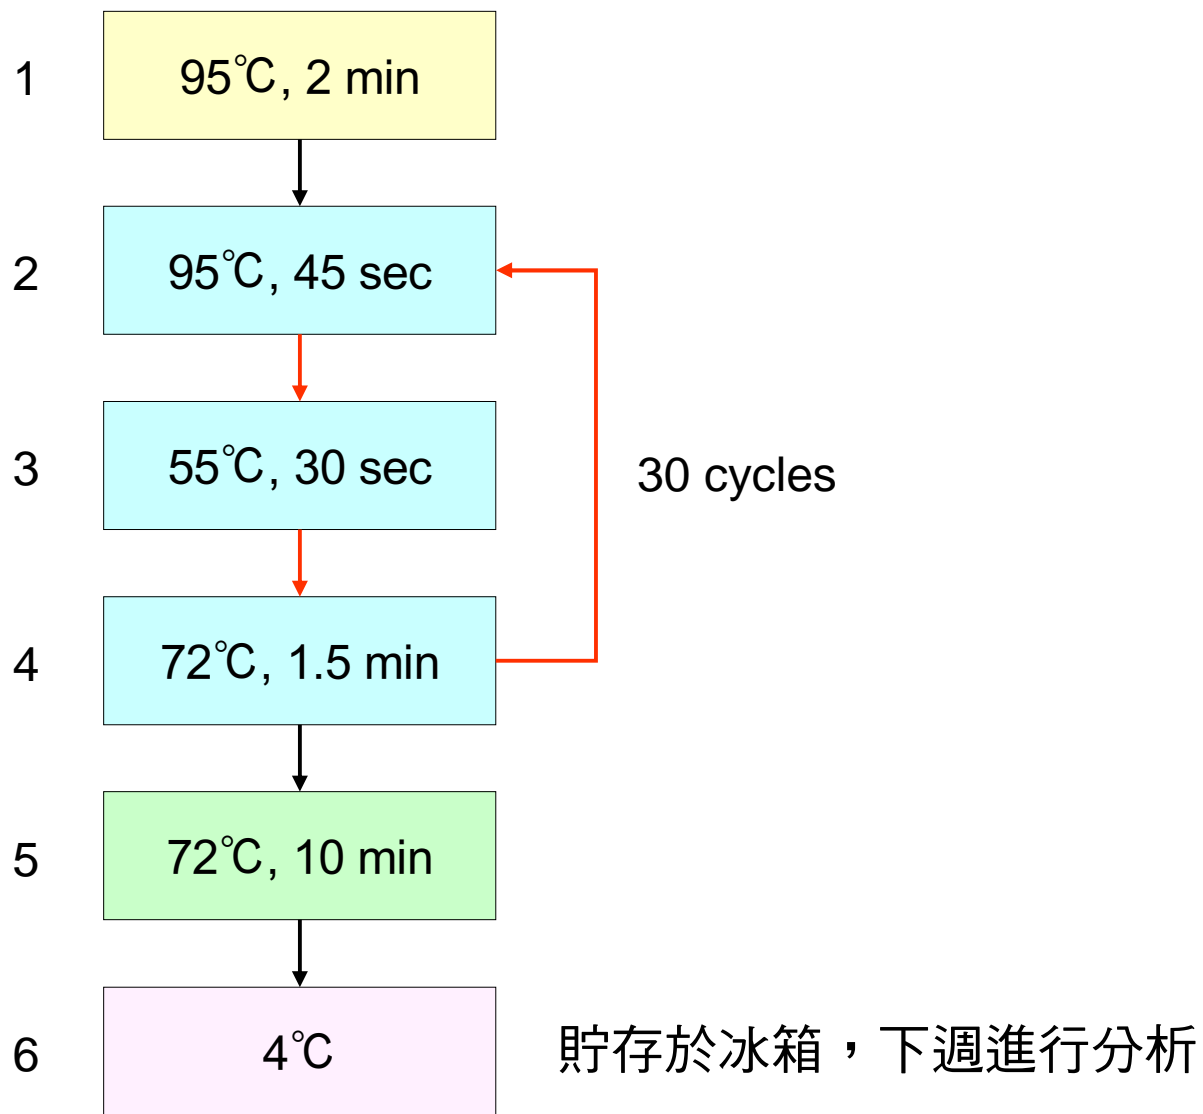 1
95℃, 2 min
2
95℃, 45 sec
3
55℃, 30 sec
30 cycles
4
72℃, 1.5 min
5
72℃, 10 min
6
4℃
貯存於冰箱，下週進行分析